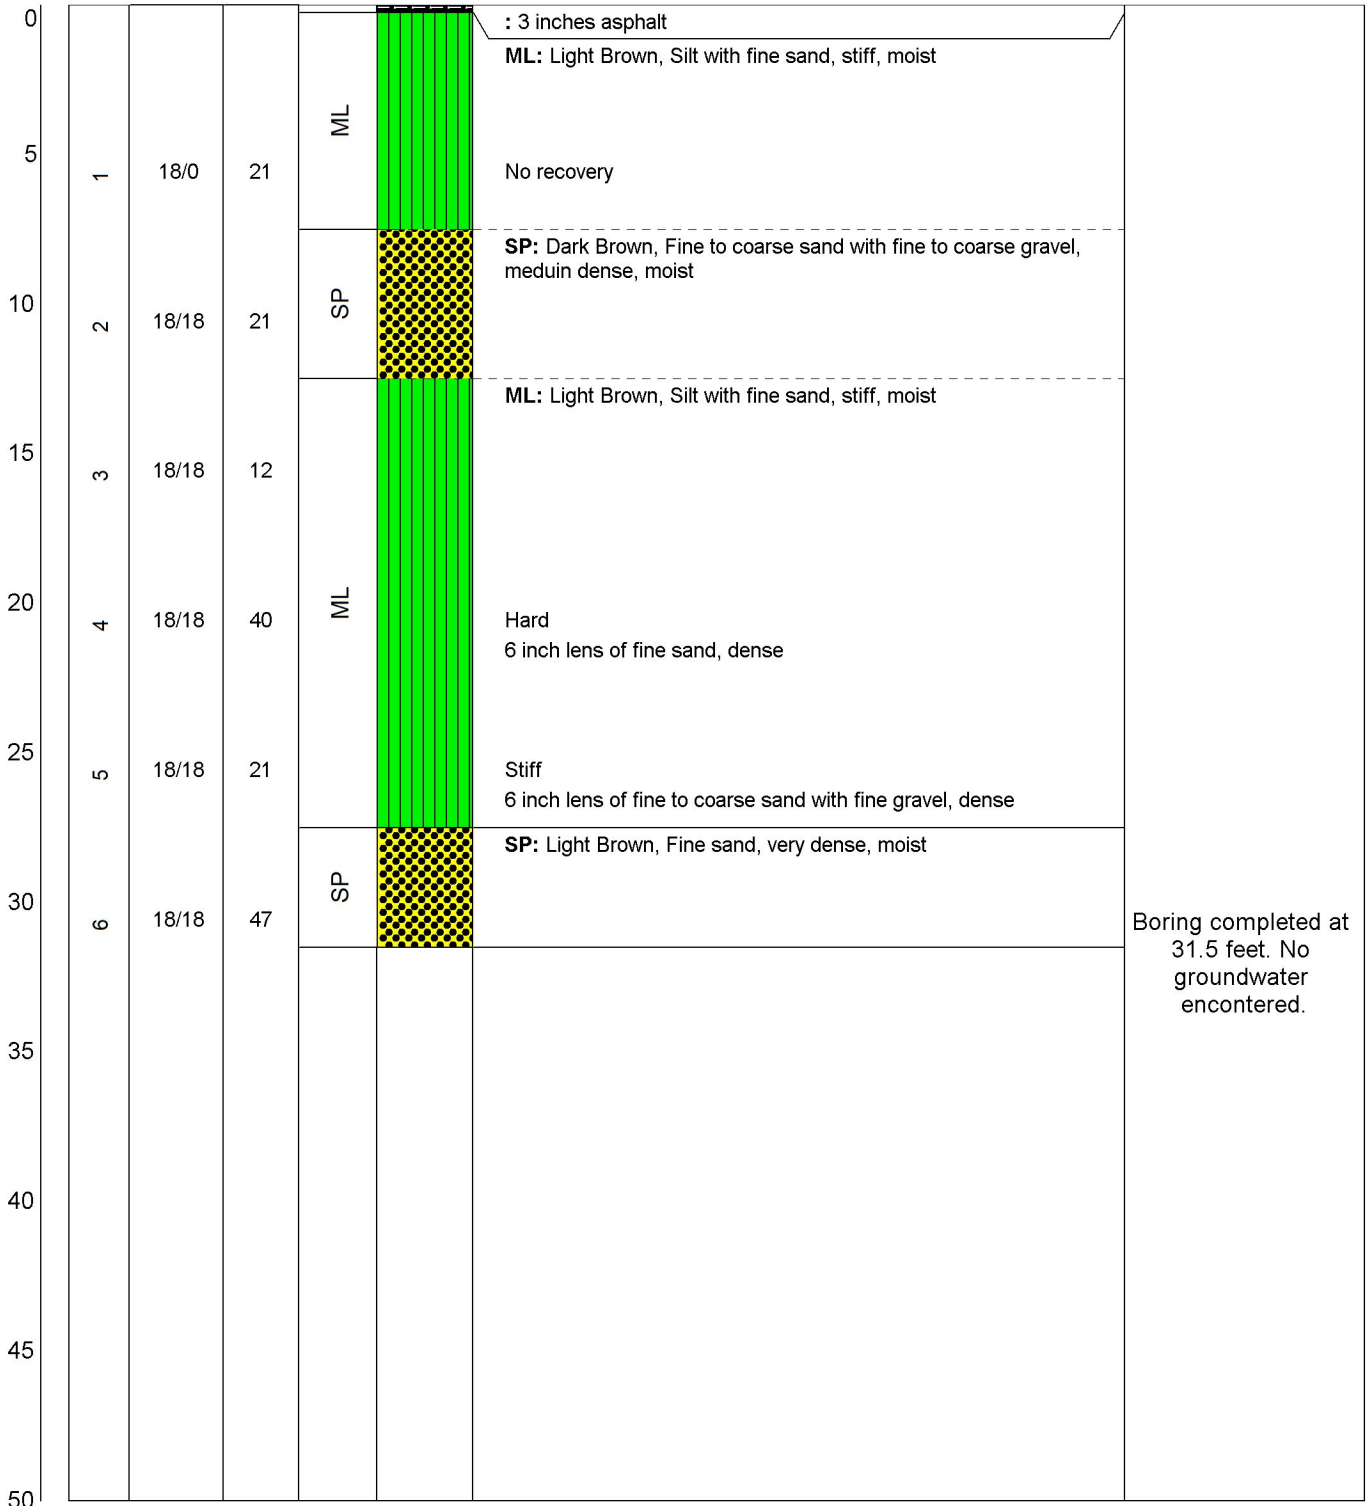 0
: 3 inches asphalt
ML: Light Brown, Silt with fine sand, stiff, moist
ML
5
1 18/0 21 No recovery
SP: Dark Brown, Fine to coarse sand with fine to coarse gravel,
meduin dense, moist
SP
10
2 18/18 21
ML: Light Brown, Silt with fine sand, stiff, moist
15
3 18/18 12
ML
20
4 18/18 40 Hard
6 inch lens of fine sand, dense
25
5 18/18 21 Stiff
6 inch lens of fine to coarse sand with fine gravel, dense
SP: Light Brown, Fine sand, very dense, moist
SP
30
6 18/18 47
Boring completed at
31.5 feet. No
groundwater
encontered.
35
40
45
50